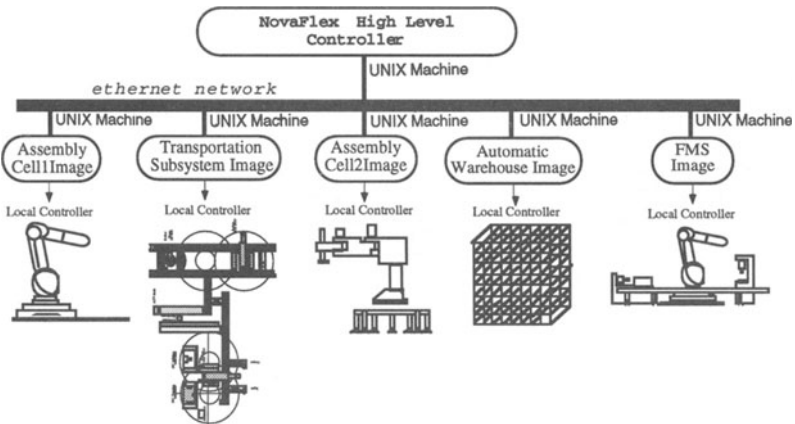 NovaFlex High Level
Controller
UNIX Machine
ethernet network
UNIX Machine UNIX Machine UNIX Machine UNIX Machine UNIX Machine
Assembly
Cell1Image
Transportation
Subsystem Image
Assembly
Cell2Image
Automatic
Warehouse Image
FMS
Image
Local Controller Local Controller Local Controller Local Controller Local Controller